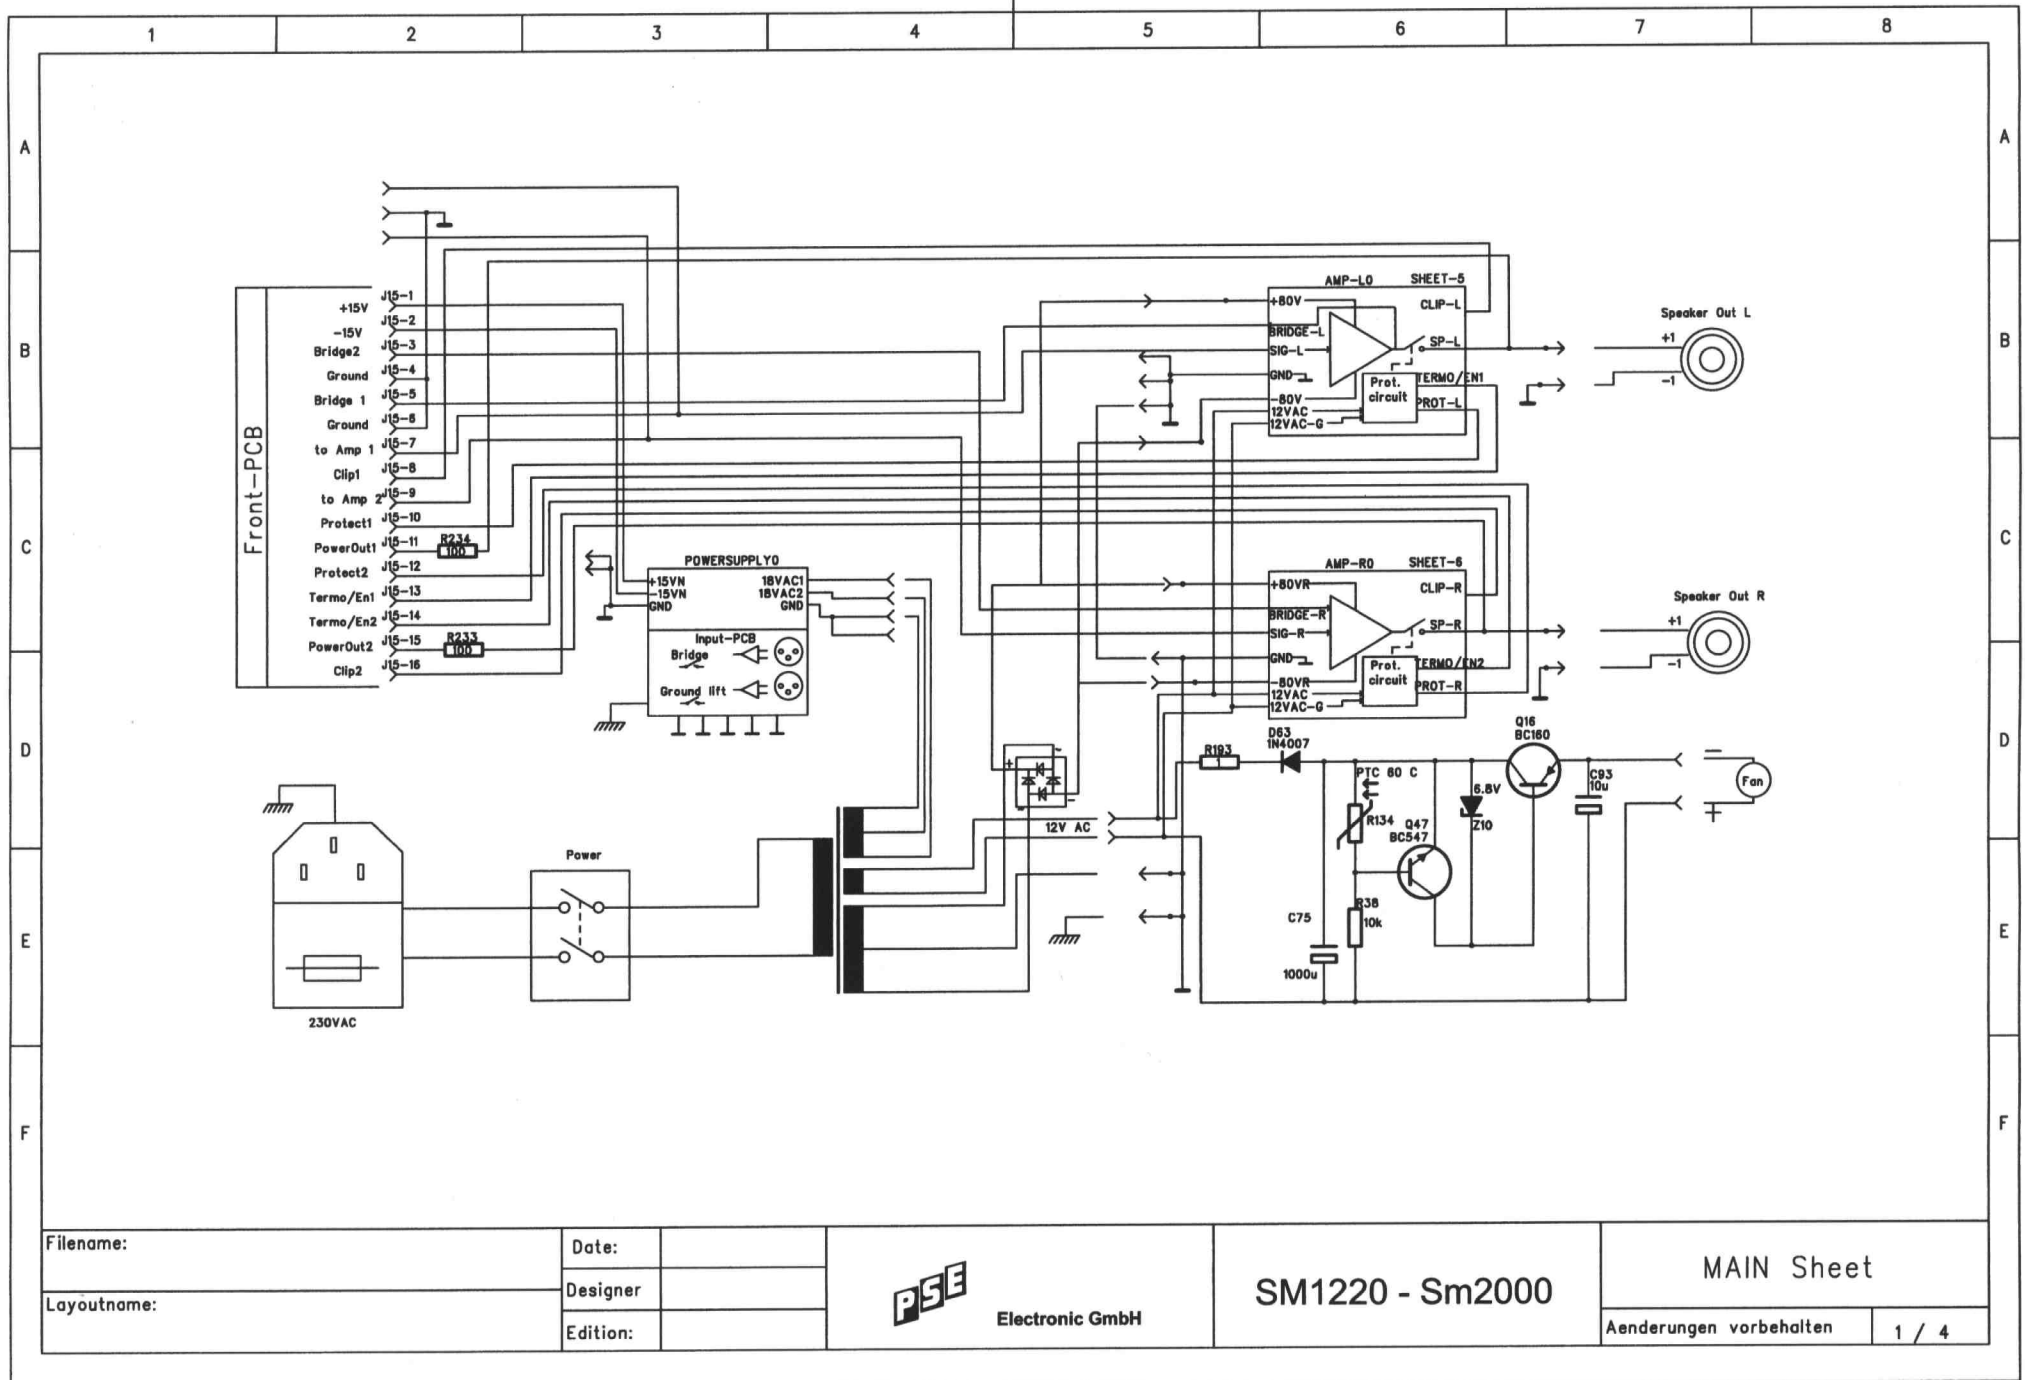 1 2 3 4 5 6 7 8
A A
B B
C C
D D
E E
F F
Front-PCB
J15-1
+15V
J15-2
-15V
J15-3
Bridge2
J15-4
Ground
J15-5
Bridge 1
J15-6
Ground
J15-7
to Amp 1
J15-8
Clip1
J15-9
to Amp 2
J15-10
Protect1
J15-11
PowerOut1
R234
100
J15-12
Protect2
J15-13
Termo/En1
J15-14
Termo/En2
J15-15
PowerOut2
R233
100
J15-16
Clip2
POWERSUPPLY0
+15VN 18VAC1
-15VN 18VAC2
GND GND
Input-PCB
Bridge
Ground lift
AMP-L0 SHEET-5
+80V
CLIP-L
BRIDGE-L
SIG-L
SP-L
GND
Prot.
circuit
TERMO/EN1
-80V
PROT-L
12VAC
12VAC-G
Speaker Out L
+1
-1
AMP-R0 SHEET-6
+80VR
CLIP-R
BRIDGE-R
SIG-R
SP-R
GND
Prot.
circuit
TERMO/EN2
-80VR
PROT-R
12VAC
12VAC-G
Speaker Out R
+1
-1
230VAC
Power
+
~
-
~
12V AC
R193
1
D63
1N4007
PTC 60 C
R134
Q47
BC547
6.8V
Z10
Q16
BC160
C93
10u
C75
1000u
R38
10k
-
Fan
+
Filename:
Layoutname:
Date:
Designer
Edition:
PSE
Electronic GmbH
SM1220 - Sm2000
MAIN Sheet
Aenderungen vorbehalten
1 / 4